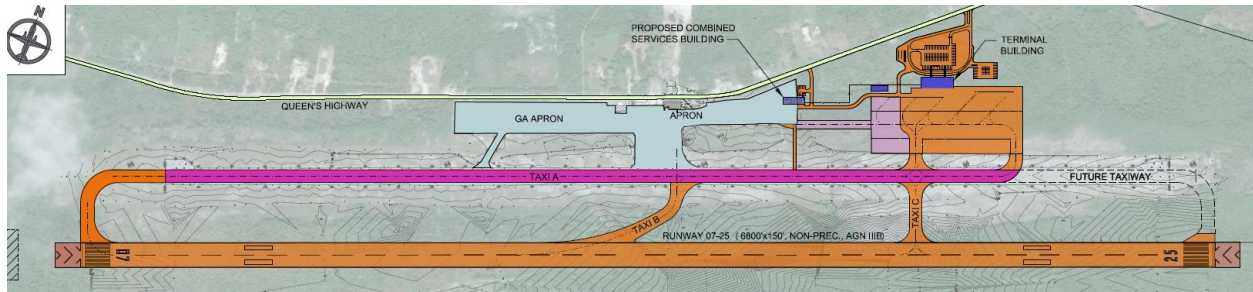 N
PROPOSED COMBINED
SERVICES BUILDING
TERMINAL
BUILDING
QUEEN'S HIGHWAY
GA APRON
APRON
TAXI A
FUTURE TAXIWAY
TAXI B
TAXI C
RUNWAY 07-25 (6800'x150', NON-PREC., AGN IIIB)
07
25